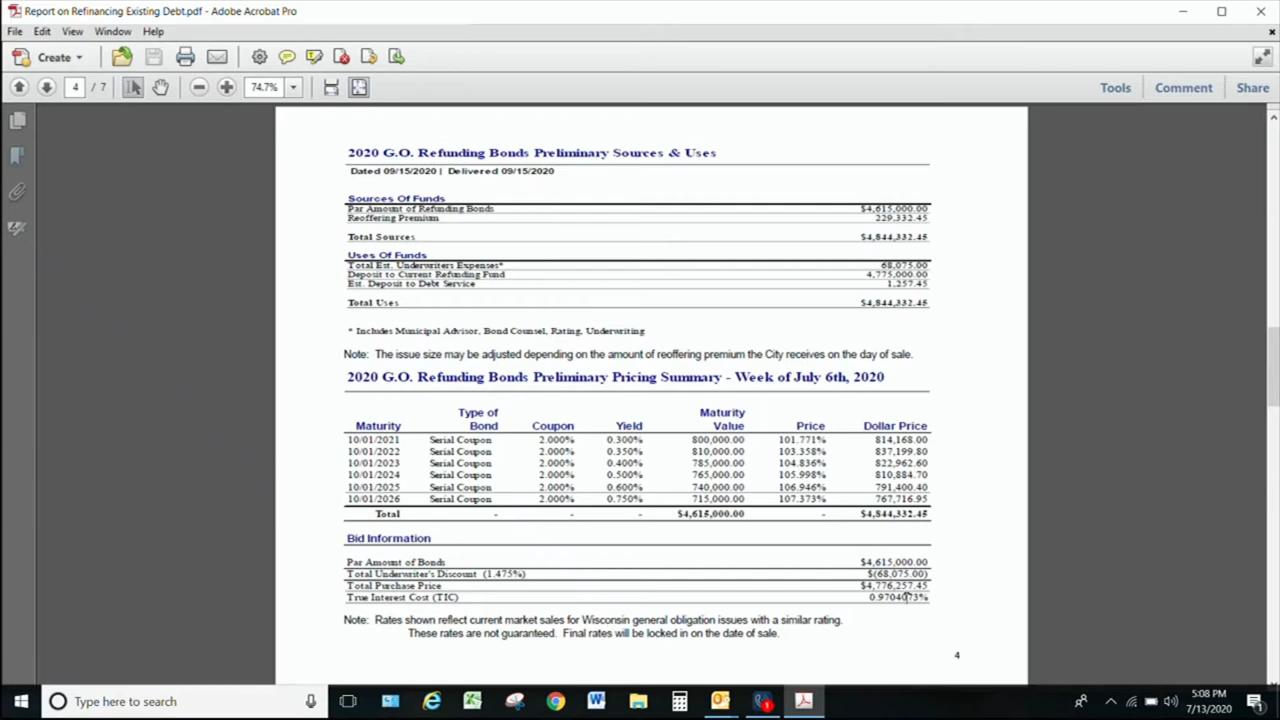 Report on Refinancing Existing Debt.pdf - Adobe Acrobat Pro
File Edit View Window Help
Create
4 / 7 74.7% Tools Comment Share
2020 G.O. Refunding Bonds Preliminary Sources & Uses
Dated 09/15/2020 | Delivered 09/15/2020
Sources Of Funds
Par Amount of Refunding Bonds $4,615,000.00
Reoffering Premium 229,332.45
Total Sources $4,844,332.45
Uses Of Funds
Total Est. Underwriters Expenses* 68,075.00
Deposit to Current Refunding Fund 4,775,000.00
Est. Deposit to Debt Service 1,257.45
Total Uses $4,844,332.45
* Includes Municipal Advisor, Bond Counsel, Rating, Underwriting
Note: The issue size may be adjusted depending on the amount of reoffering premium the City receives on the day of sale.
2020 G.O. Refunding Bonds Preliminary Pricing Summary - Week of July 6th, 2020
Type of Maturity
Maturity Bond Coupon Yield Value Price Dollar Price
10/01/2021 Serial Coupon 2.000% 0.300% 800,000.00 101.771% 814,168.00
10/01/2022 Serial Coupon 2.000% 0.350% 810,000.00 103.358% 837,199.80
10/01/2023 Serial Coupon 2.000% 0.400% 785,000.00 104.836% 822,962.60
10/01/2024 Serial Coupon 2.000% 0.500% 765,000.00 105.998% 810,884.70
10/01/2025 Serial Coupon 2.000% 0.600% 740,000.00 106.946% 791,400.40
10/01/2026 Serial Coupon 2.000% 0.750% 715,000.00 107.373% 767,716.95
Total - - - $4,615,000.00 - $4,844,332.45
Bid Information
Par Amount of Bonds $4,615,000.00
Total Underwriter's Discount (1.475%) $(68,075.00)
Total Purchase Price $4,776,257.45
True Interest Cost (TIC) 0.9704073%
Note: Rates shown reflect current market sales for Wisconsin general obligation issues with a similar rating.
These rates are not guaranteed. Final rates will be locked in on the date of sale.
4
Type here to search
5:08 PM
7/13/2020